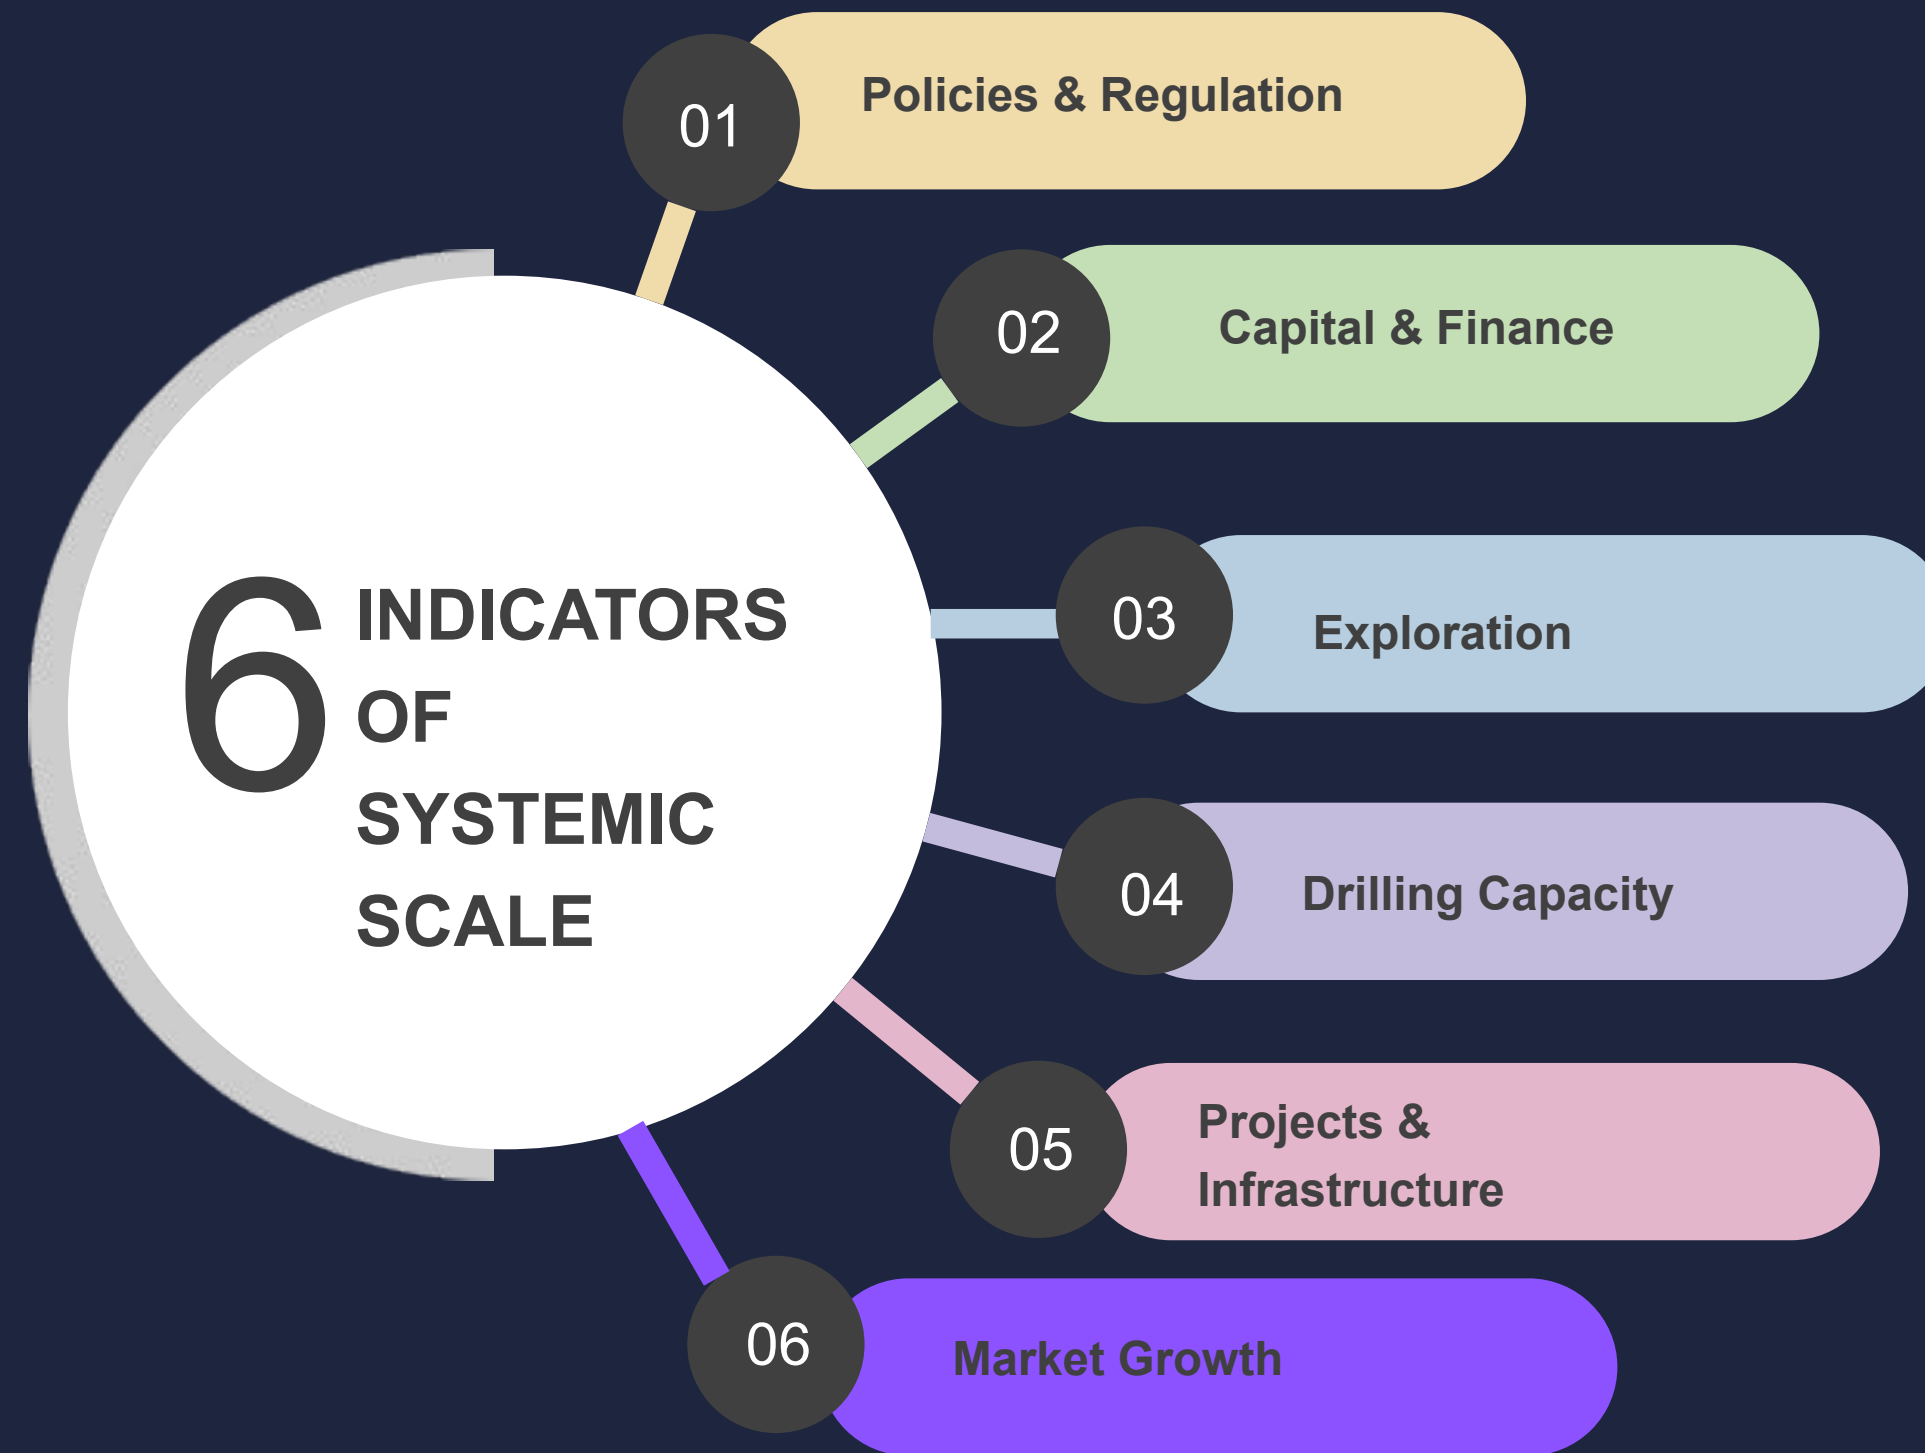 6
INDICATORS
OF
SYSTEMIC
SCALE
01
Policies & Regulation
02
Capital & Finance
03
Exploration
04
Drilling Capacity
05
Projects &
Infrastructure
06
Market Growth